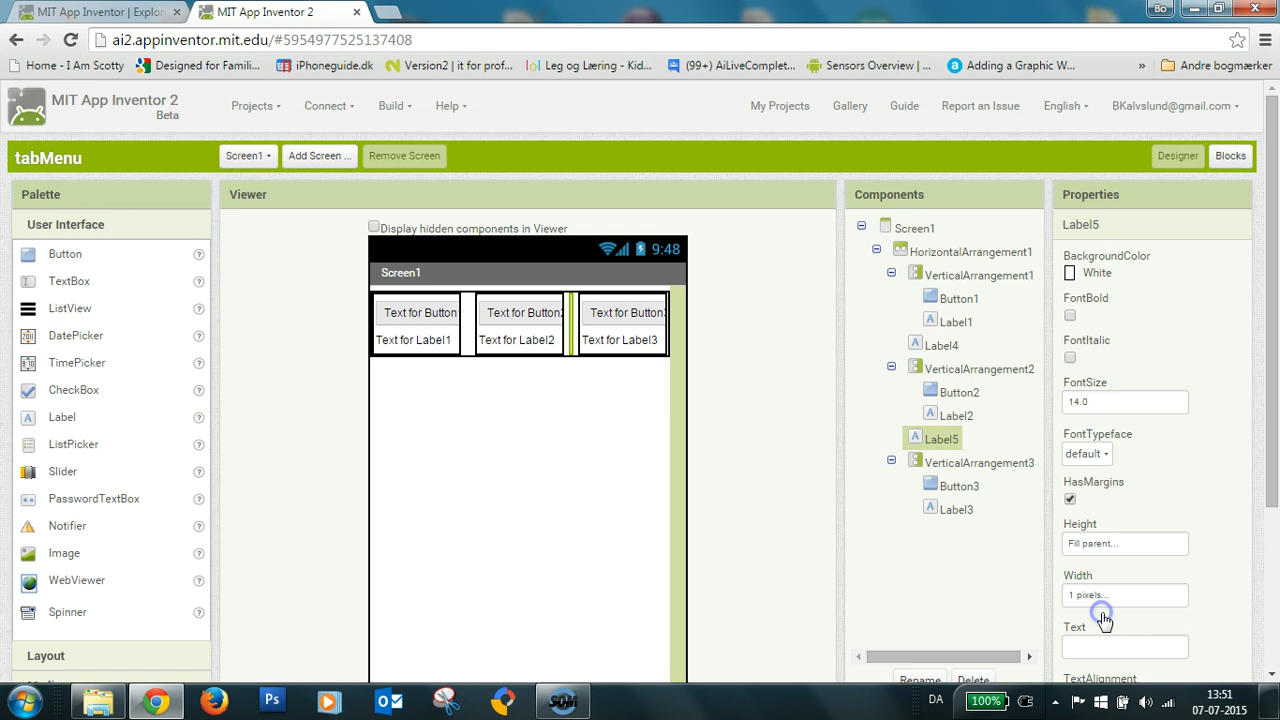 MIT App Inventor | Explor
MIT App Inventor 2
Bo
ai2.appinventor.mit.edu/#5954977525137408
Home - I Am Scotty
Designed for Famili...
iPhoneguide.dk
Version2 | it for prof...
Leg og Læring - Kid...
(99+) AiLiveComplet...
Sensors Overview | ...
Adding a Graphic W...
»
Andre bogmærker
MIT App Inventor 2
Beta
Projects
Connect
Build
Help
My Projects
Gallery
Guide
Report an Issue
English
BKalvslund@gmail.com
tabMenu
Screen1
Add Screen ...
Remove Screen
Designer
Blocks
Palette
Viewer
Components
Properties
User Interface
Button
TextBox
ListView
DatePicker
TimePicker
CheckBox
Label
ListPicker
Slider
PasswordTextBox
Notifier
Image
WebViewer
Spinner
Layout
Display hidden components in Viewer
9:48
Screen1
Text for Button
Text for Button2
Text for Button3
Text for Label1
Text for Label2
Text for Label3
Screen1
HorizontalArrangement1
VerticalArrangement1
Button1
Label1
Label4
VerticalArrangement2
Button2
Label2
Label5
VerticalArrangement3
Button3
Label3
Rename
Delete
Label5
BackgroundColor
White
FontBold
FontItalic
FontSize
14.0
FontTypeface
default
HasMargins
Height
Fill parent...
Width
1 pixels...
Text
TextAlignment
DA
100%
13:51
07-07-2015